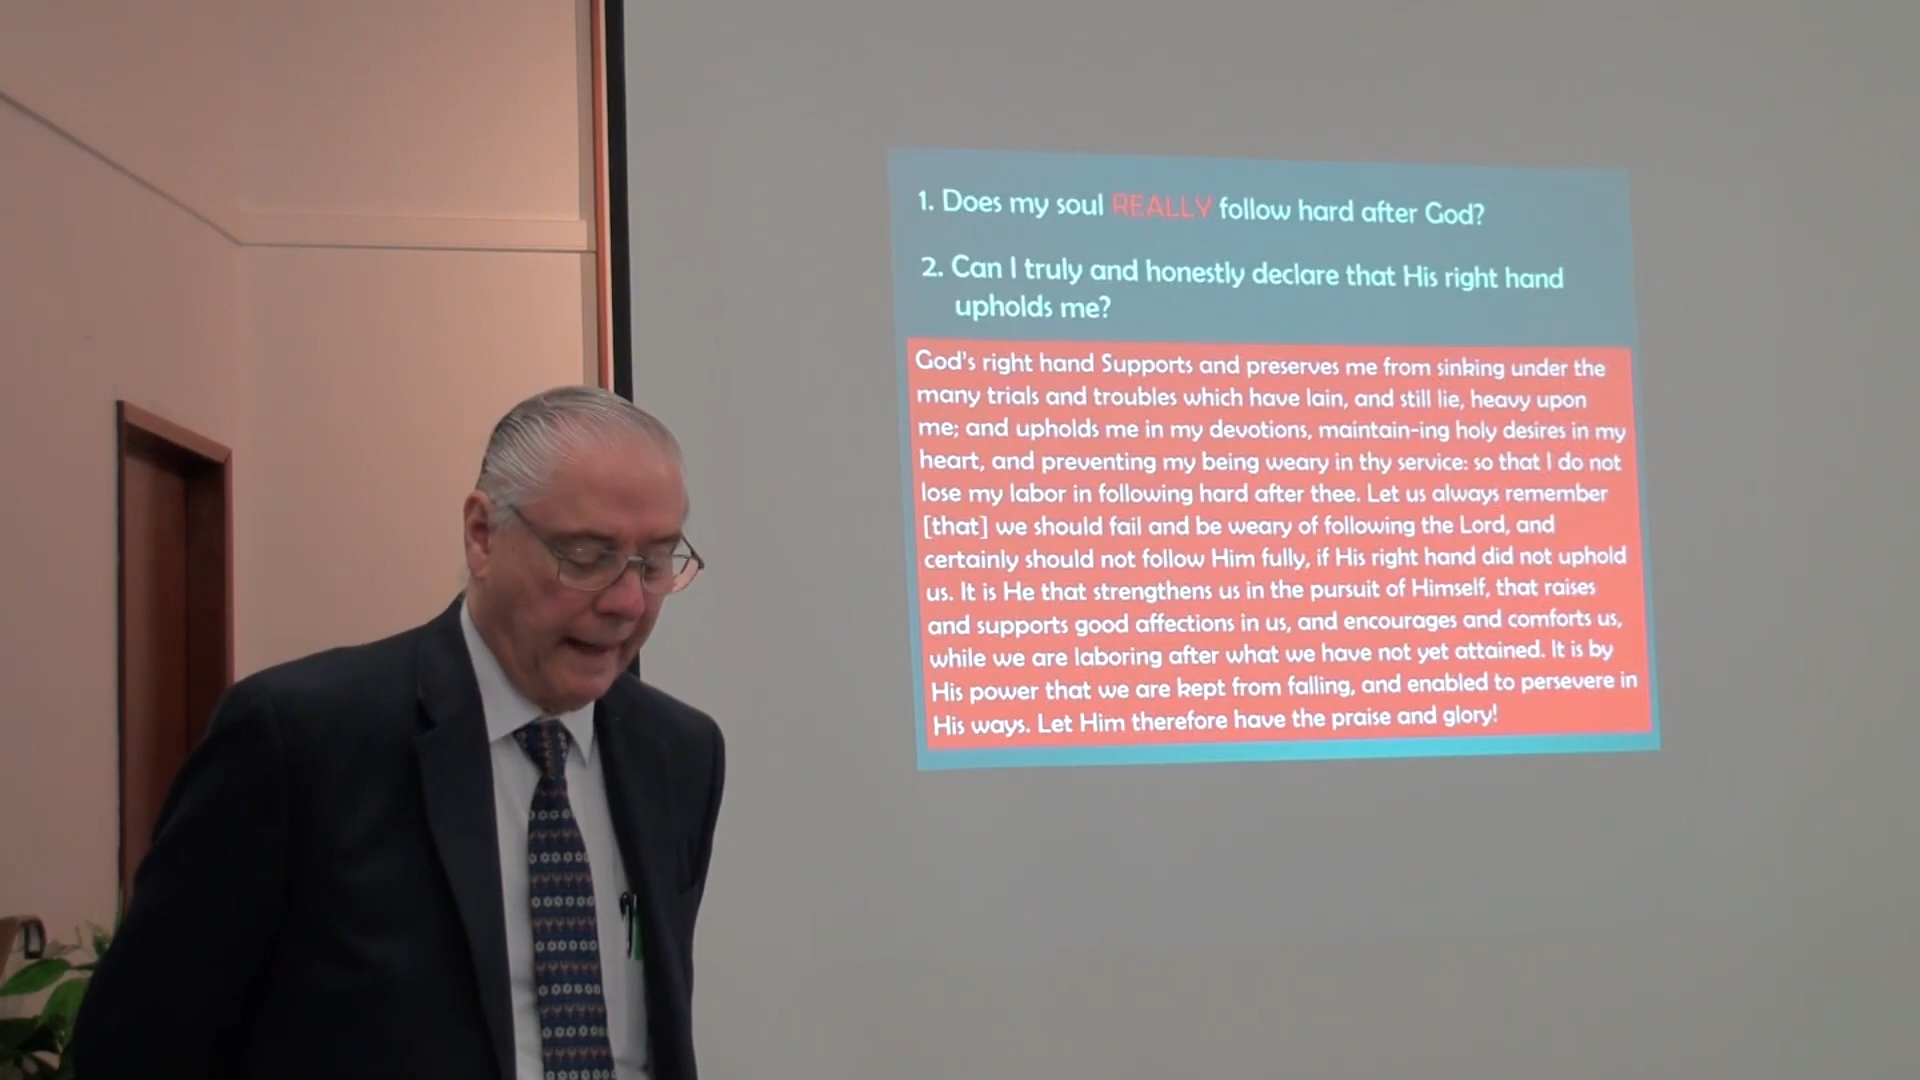 1. Does my soul REALLY follow hard after God?
2. Can I truly and honestly declare that His right hand
upholds me?
God's right hand Supports and preserves me from sinking under the
many trials and troubles which have lain, and still lie, heavy upon
me; and upholds me in my devotions, maintain-ing holy desires in my
heart, and preventing my being weary in thy service: so that I do not
lose my labor in following hard after thee. Let us always remember
[that] we should fail and be weary of following the Lord, and
certainly should not follow Him fully, if His right hand did not uphold
us. It is He that strengthens us in the pursuit of Himself, that raises
and supports good affections in us, and encourages and comforts us,
while we are laboring after what we have not yet attained. It is by
His power that we are kept from falling, and enabled to persevere in
His ways. Let Him therefore have the praise and glory!